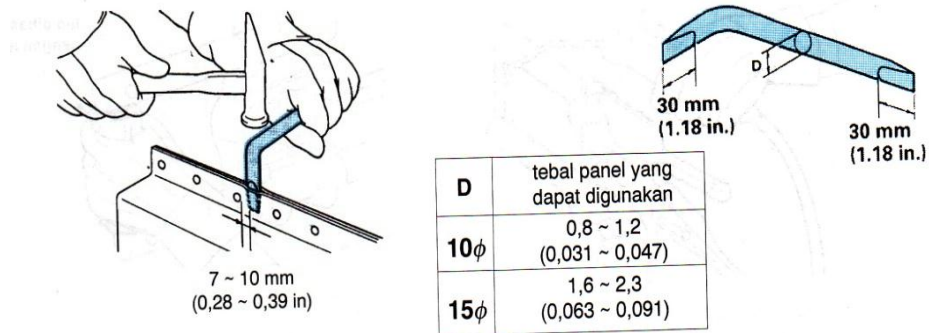 D
30 mm
(1.18 in.)
30 mm
(1.18 in.)
7 ~ 10 mm
(0,28 ~ 0,39 in)
D
tebal panel yang
dapat digunakan
10ϕ
0,8 ~ 1,2
(0,031 ~ 0,047)
15ϕ
1,6 ~ 2,3
(0,063 ~ 0,091)